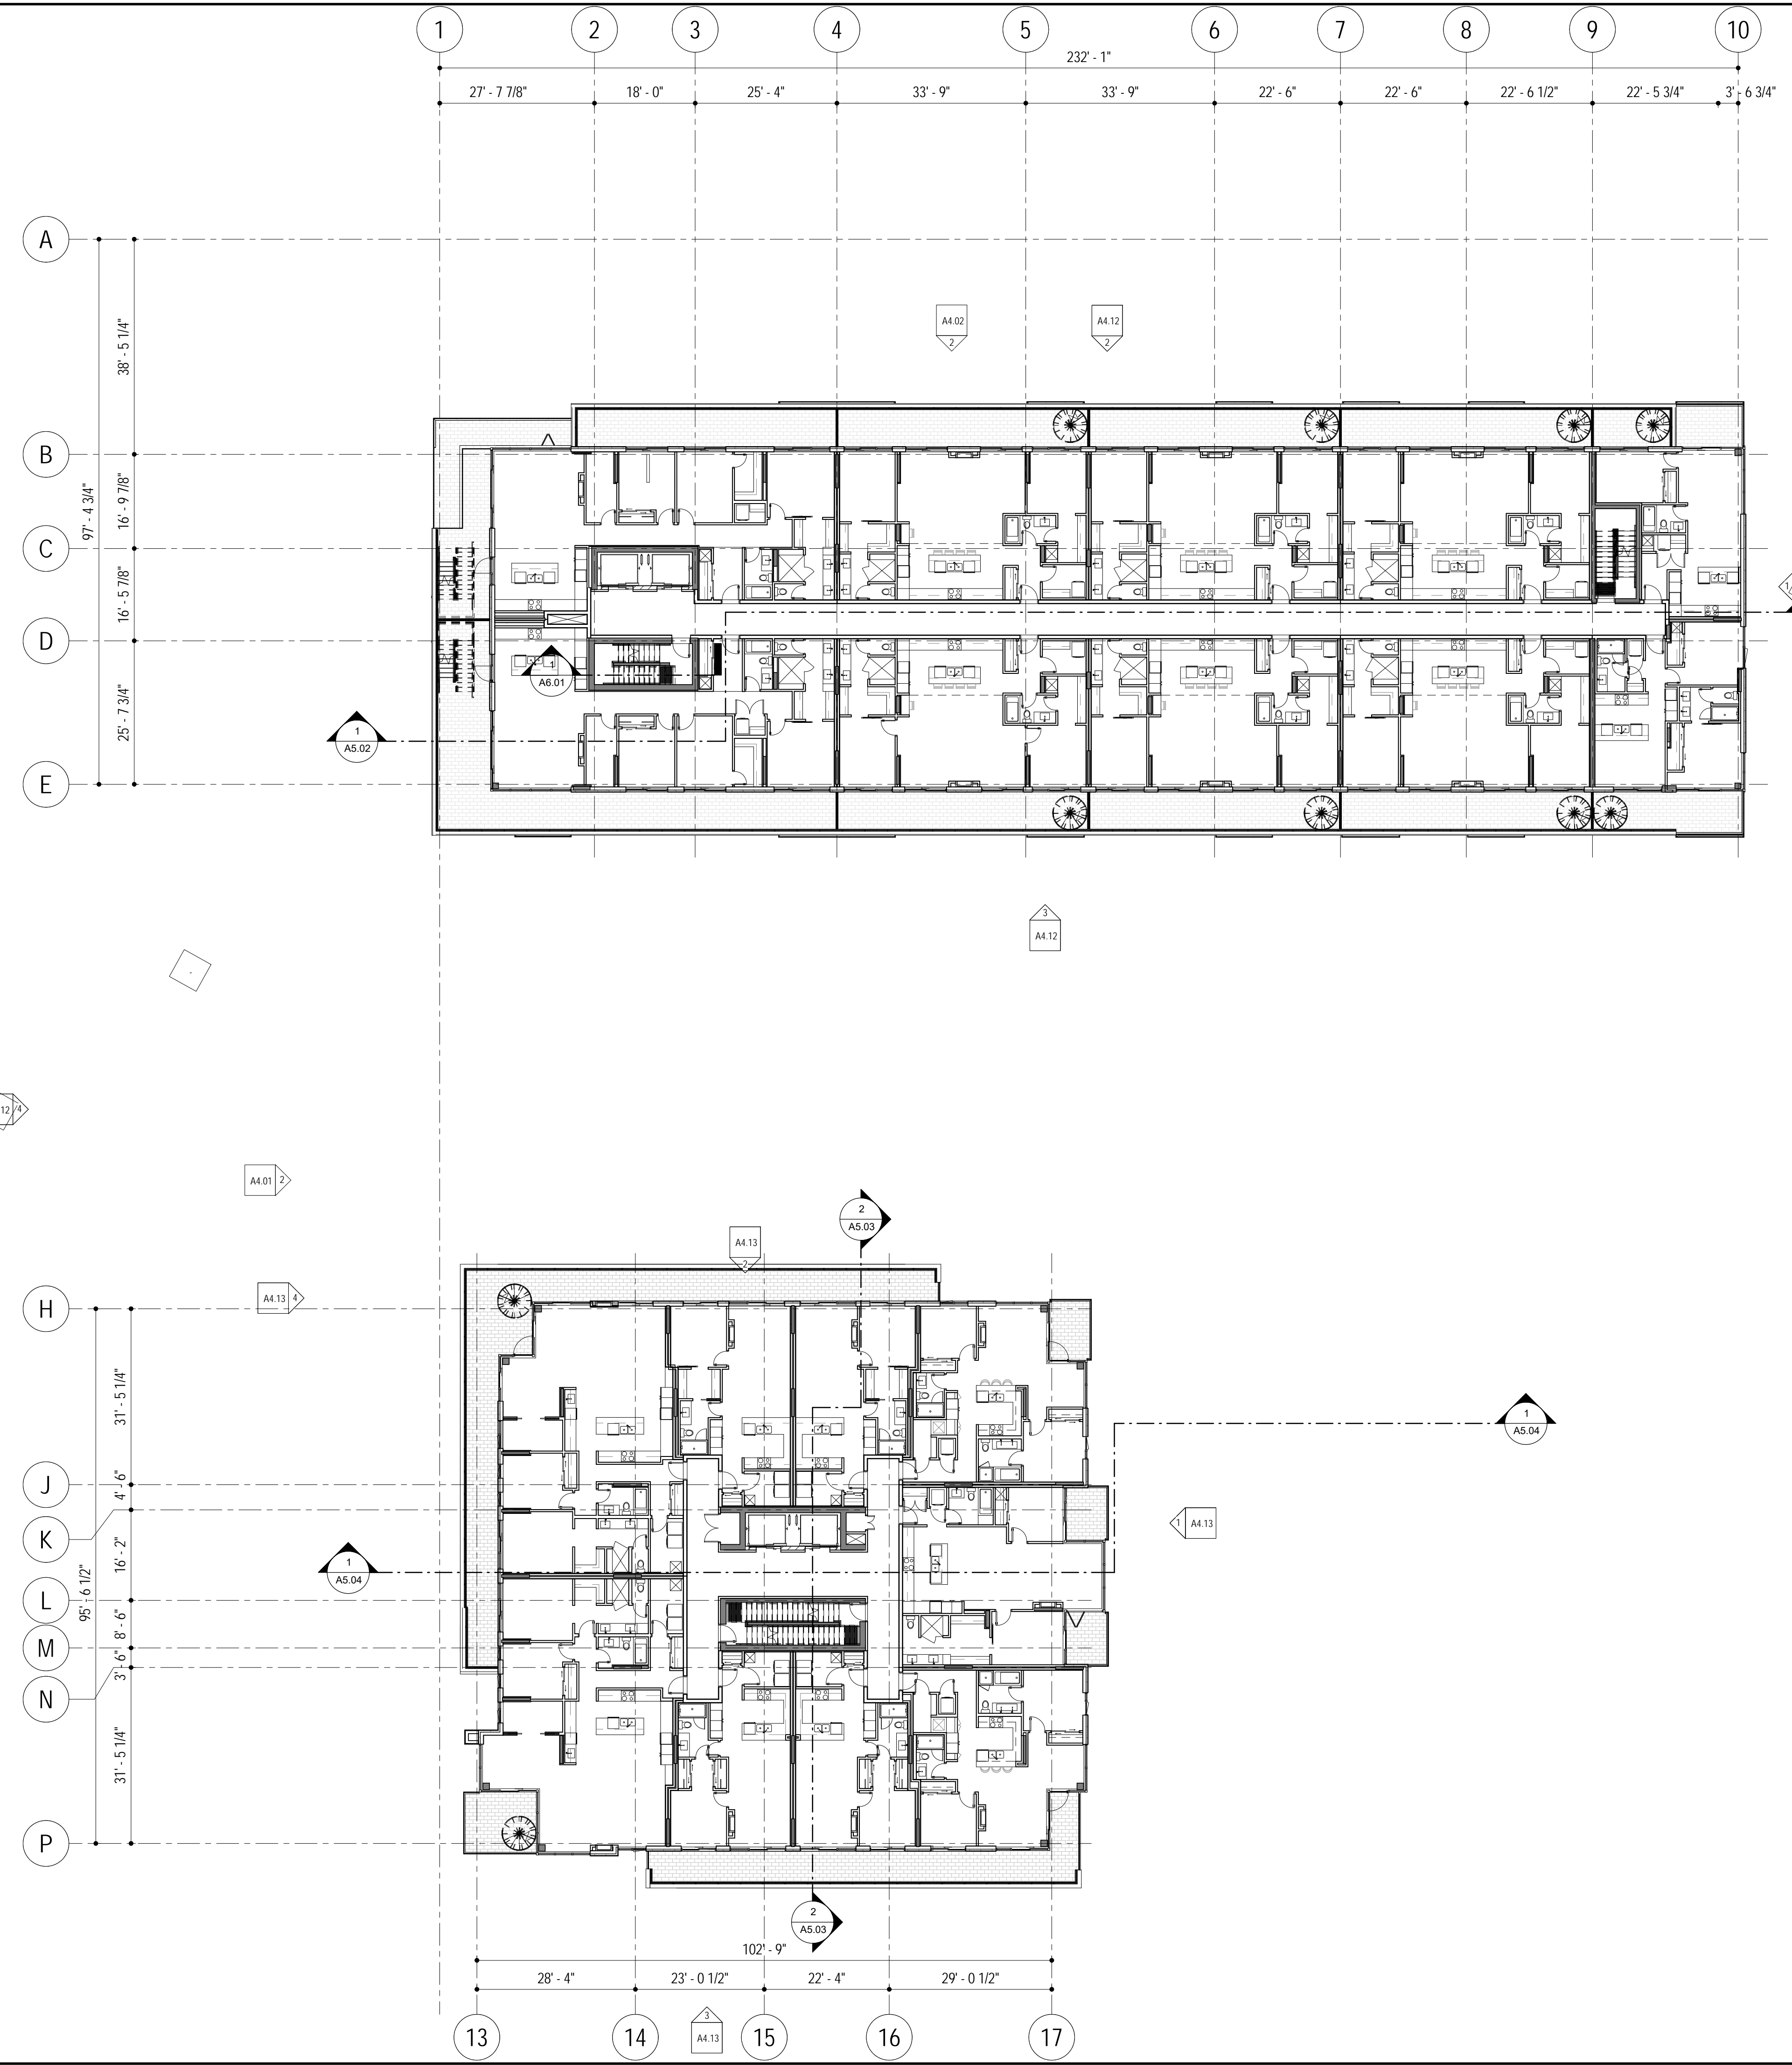 1 2 3 4 5 6 7 8 9 10
232' - 1"
27' - 7 7/8" 18' - 0" 25' - 4" 33' - 9" 33' - 9" 22' - 6" 22' - 6" 22' - 6 1/2" 22' - 5 3/4" 3' - 6 3/4"
A
38' - 5 1/4"
A4.02
2
A4.12
2
B
97' - 4 3/4"
16' - 9 7/8"
C
16' - 5 7/8"
1
D
1
A6.01
25' - 7 3/4"
1
A5.02
E
3
A4.12
-
12 4
A4.01 2
2
A5.03
A4.13
2
A4.13 4
H
31' - 5 1/4"
1
A5.04
J
4' - 6"
1 A4.13
K
16' - 2"
1
A5.04
95' - 6 1/2"
L
8' - 6"
M
3' - 6"
N
31' - 5 1/4"
P
2
A5.03
102' - 9"
28' - 4" 23' - 0 1/2" 22' - 4" 29' - 0 1/2"
3
A4.13
13 14 15 16 17